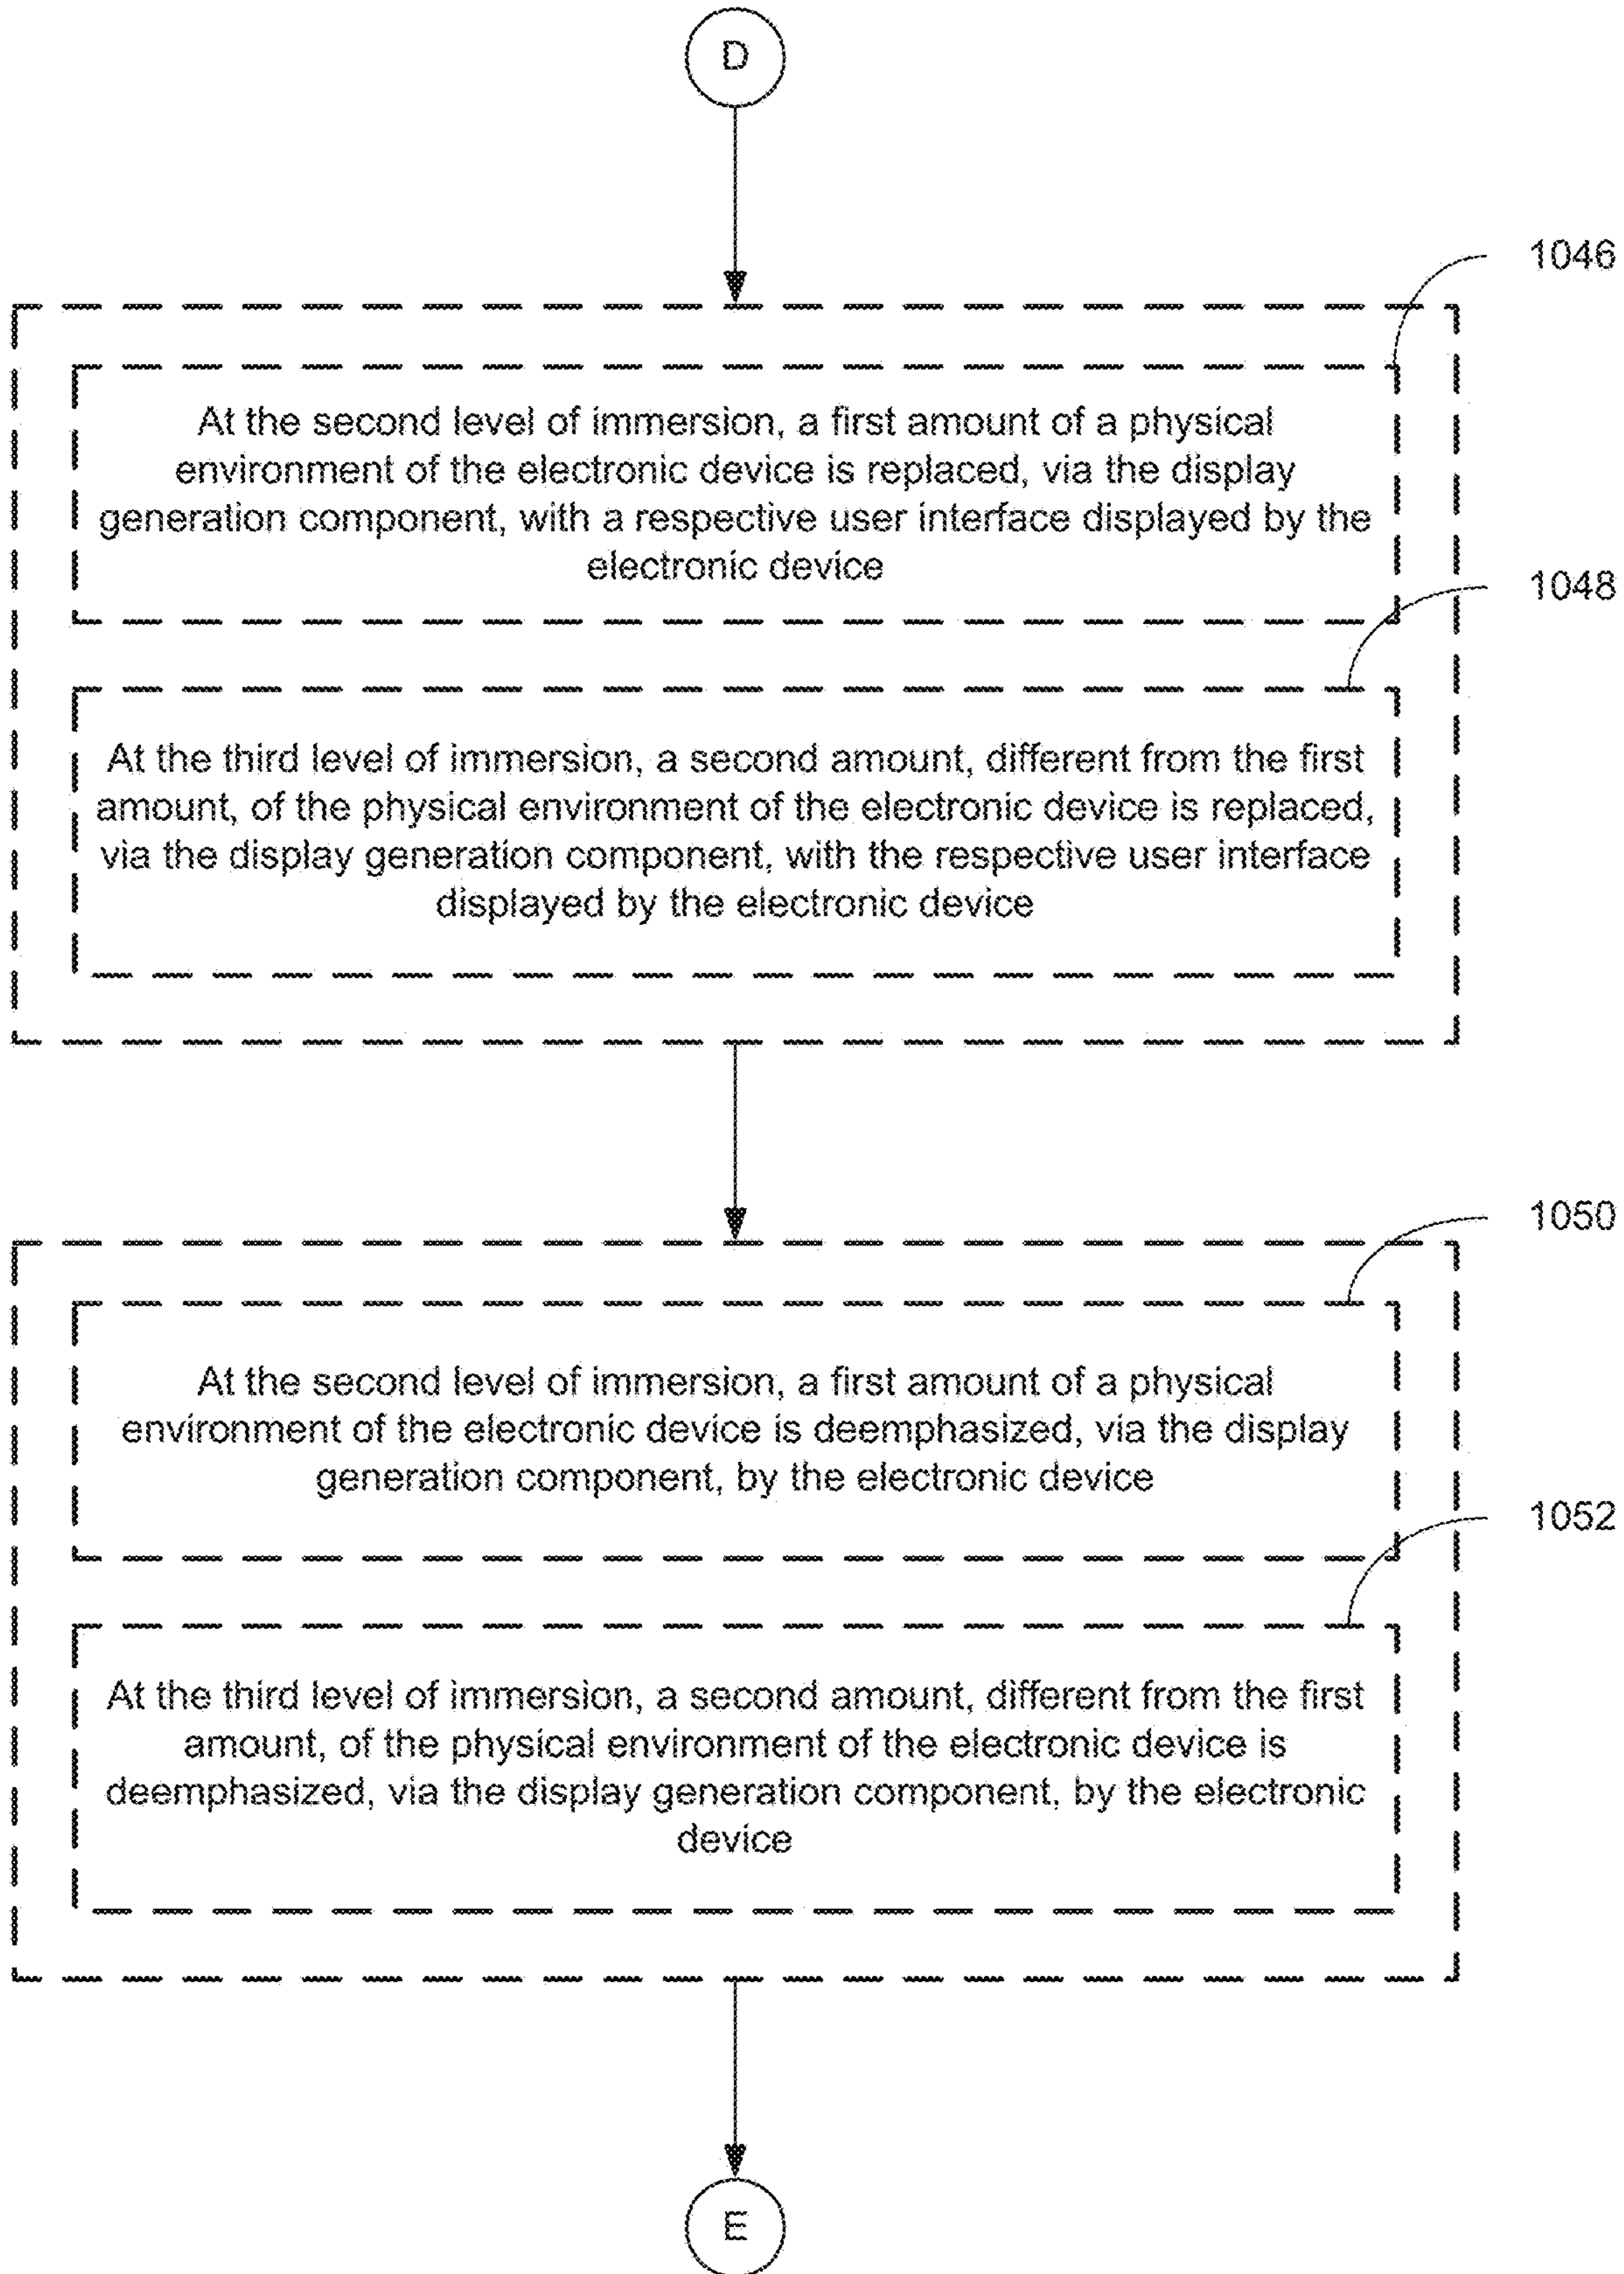 D
1046
At the second level of immersion, a first amount of a physical
environment of the electronic device is replaced, via the display
generation component, with a respective user interface displayed by the
electronic device
1048
At the third level of immersion, a second amount, different from the first
amount, of the physical environment of the electronic device is replaced,
via the display generation component, with the respective user interface
displayed by the electronic device
1050
At the second level of immersion, a first amount of a physical
environment of the electronic device is deemphasized, via the display
generation component, by the electronic device
1052
At the third level of immersion, a second amount, different from the first
amount, of the physical environment of the electronic device is
deemphasized, via the display generation component, by the electronic
device
E